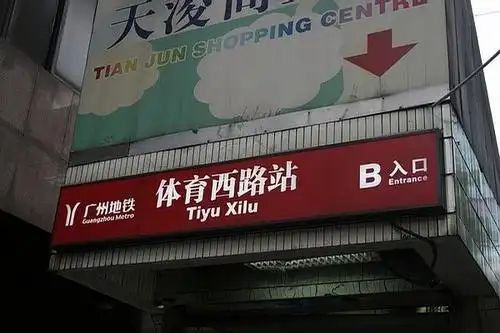 天浚商
TIAN JUN SHOPPING CENTRE
广州地铁
Guangzhou Metro
体育西路站
Tiyu Xilu
B 入口
Entrance